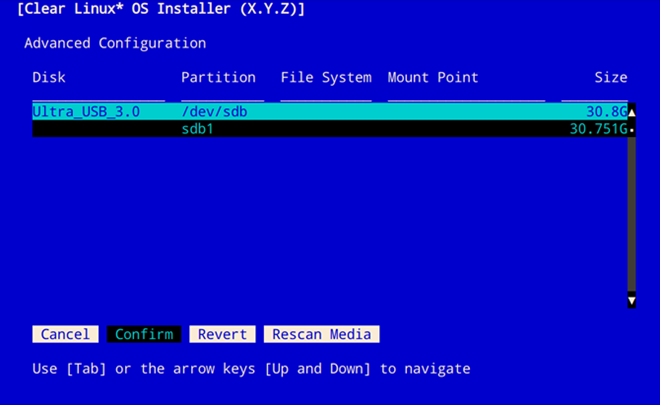 [Clear Linux* OS Installer (X.Y.Z)]
Advanced Configuration
Disk Partition File System Mount Point Size
Ultra_USB_3.0 /dev/sdb 30.8G
sdb1 30.751G
Cancel Confirm Revert Rescan Media
Use [Tab] or the arrow keys [Up and Down] to navigate